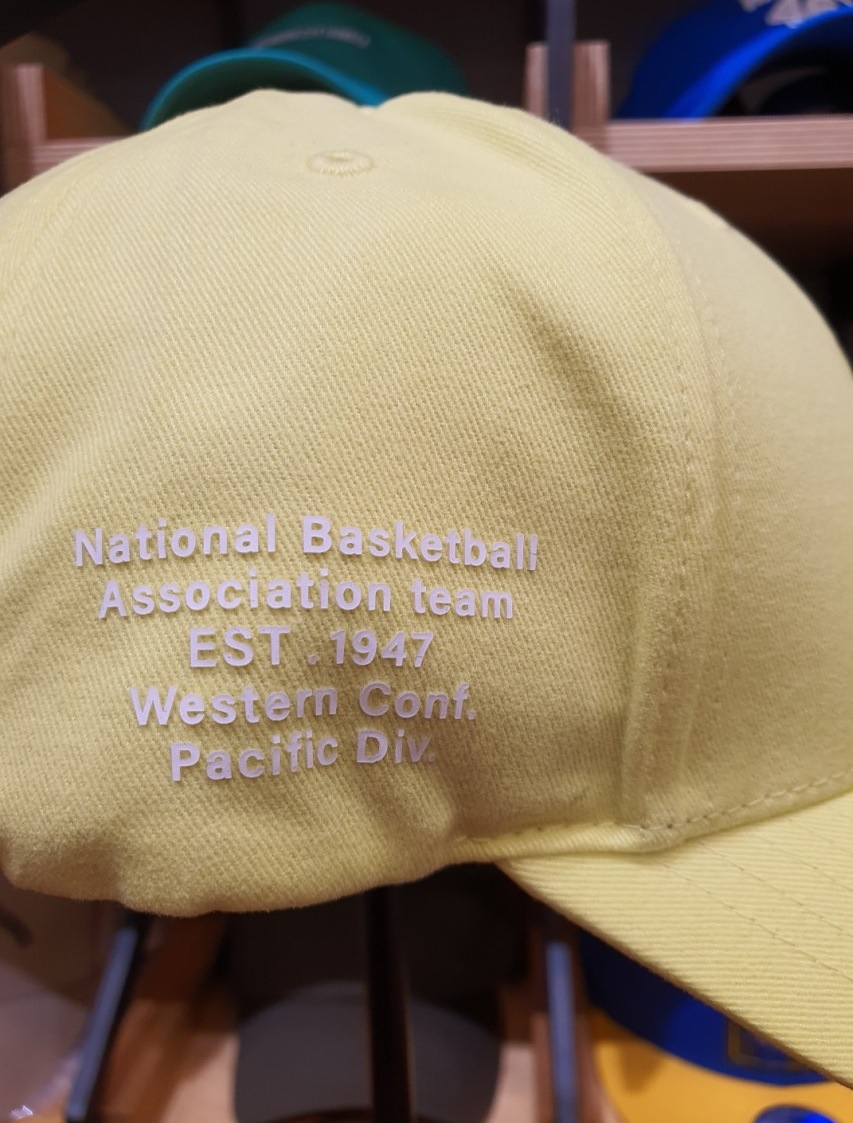 National Basketball
Association team
EST . 1947
Western Conf.
Pacific Div.